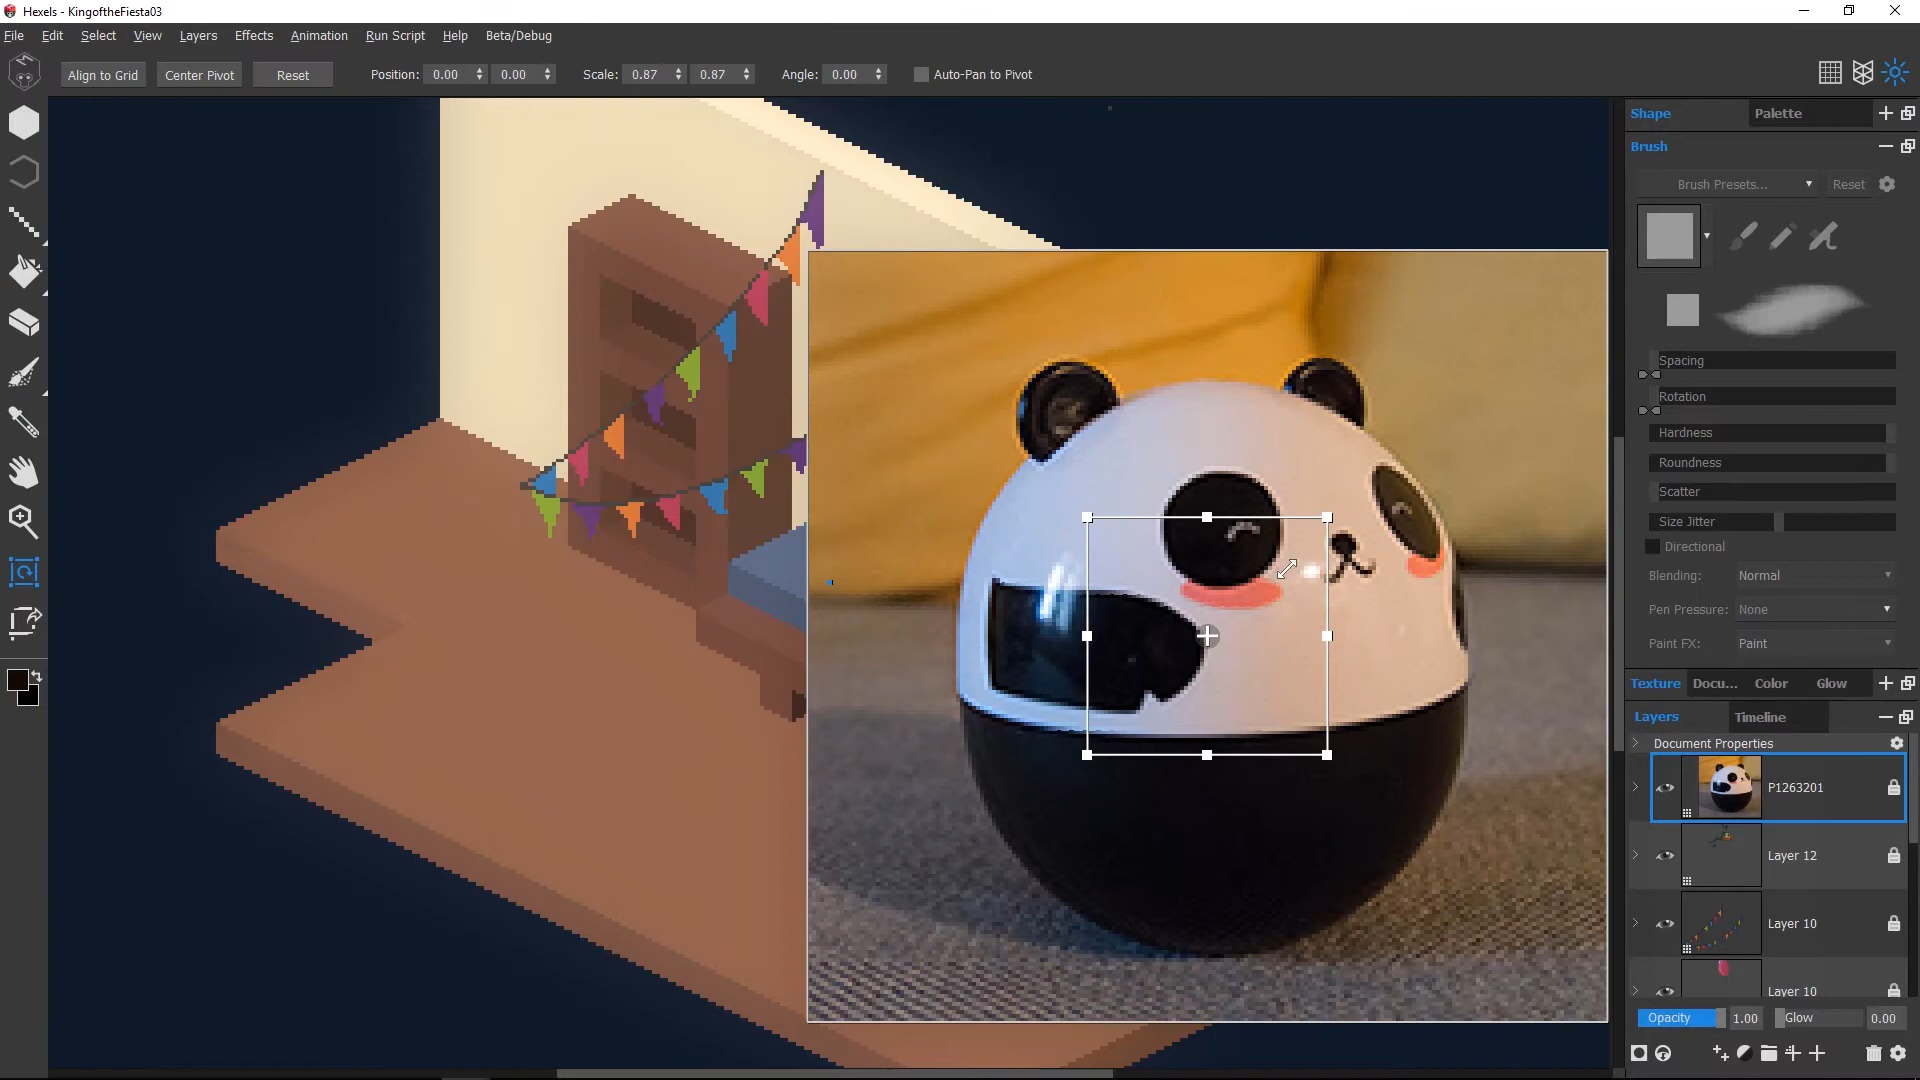 Hexels - KingoftheFiesta03
File Edit Select View Layers Effects Animation Run Script Help Beta/Debug
Align to Grid Center Pivot Reset Position: 0.00 0.00 Scale: 0.87 0.87 Angle: 0.00 Auto-Pan to Pivot
Shape Palette
Brush
Brush Presets... Reset
Spacing
Rotation
Hardness
Roundness
Scatter
Size Jitter
Directional
Blending: Normal
Pen Pressure: None
Paint FX: Paint
Texture Docu... Color Glow
Layers Timeline
Document Properties
P1263201
Layer 12
Layer 10
Layer 10
Opacity 1.00 Glow 0.00